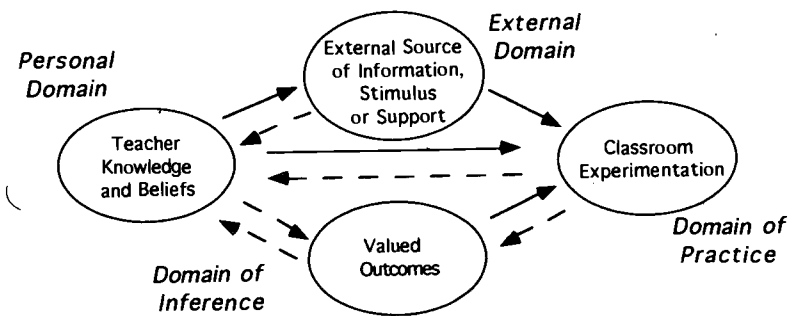 Personal
Domain
External Source
of Information,
Stimulus
or Support
External
Domain
Teacher
Knowledge
and Beliefs
Classroom
Experimentation
Valued
Outcomes
Domain of
Inference
Domain of
Practice